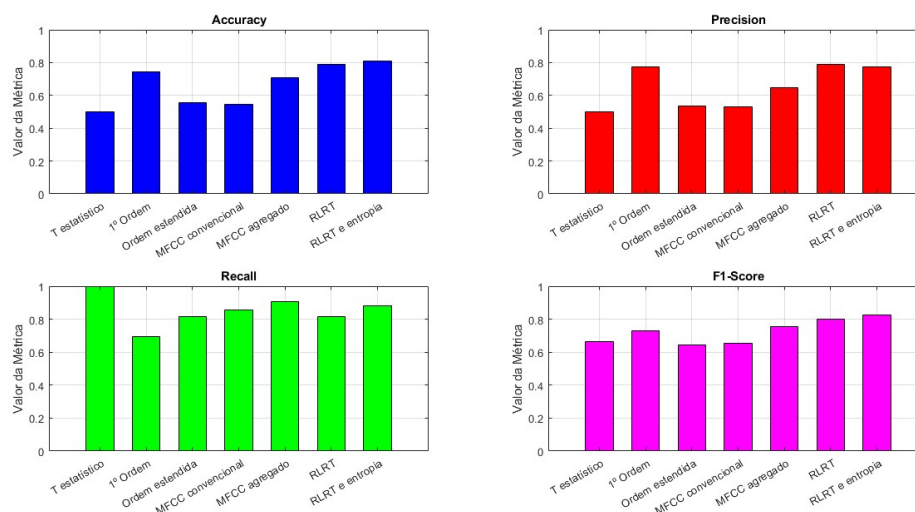 Accuracy
Valor da Métrica
1
0.8
0.6
0.4
0.2
0
T estatístico
1º Ordem
Ordem estendida
MFCC convencional
MFCC agregado
RLRT
RLRT e entropia
Precision
Valor da Métrica
1
0.8
0.6
0.4
0.2
0
T estatístico
1º Ordem
Ordem estendida
MFCC convencional
MFCC agregado
RLRT
RLRT e entropia
Recall
Valor da Métrica
1
0.8
0.6
0.4
0.2
0
T estatístico
1º Ordem
Ordem estendida
MFCC convencional
MFCC agregado
RLRT
RLRT e entropia
F1-Score
Valor da Métrica
1
0.8
0.6
0.4
0.2
0
T estatístico
1º Ordem
Ordem estendida
MFCC convencional
MFCC agregado
RLRT
RLRT e entropia